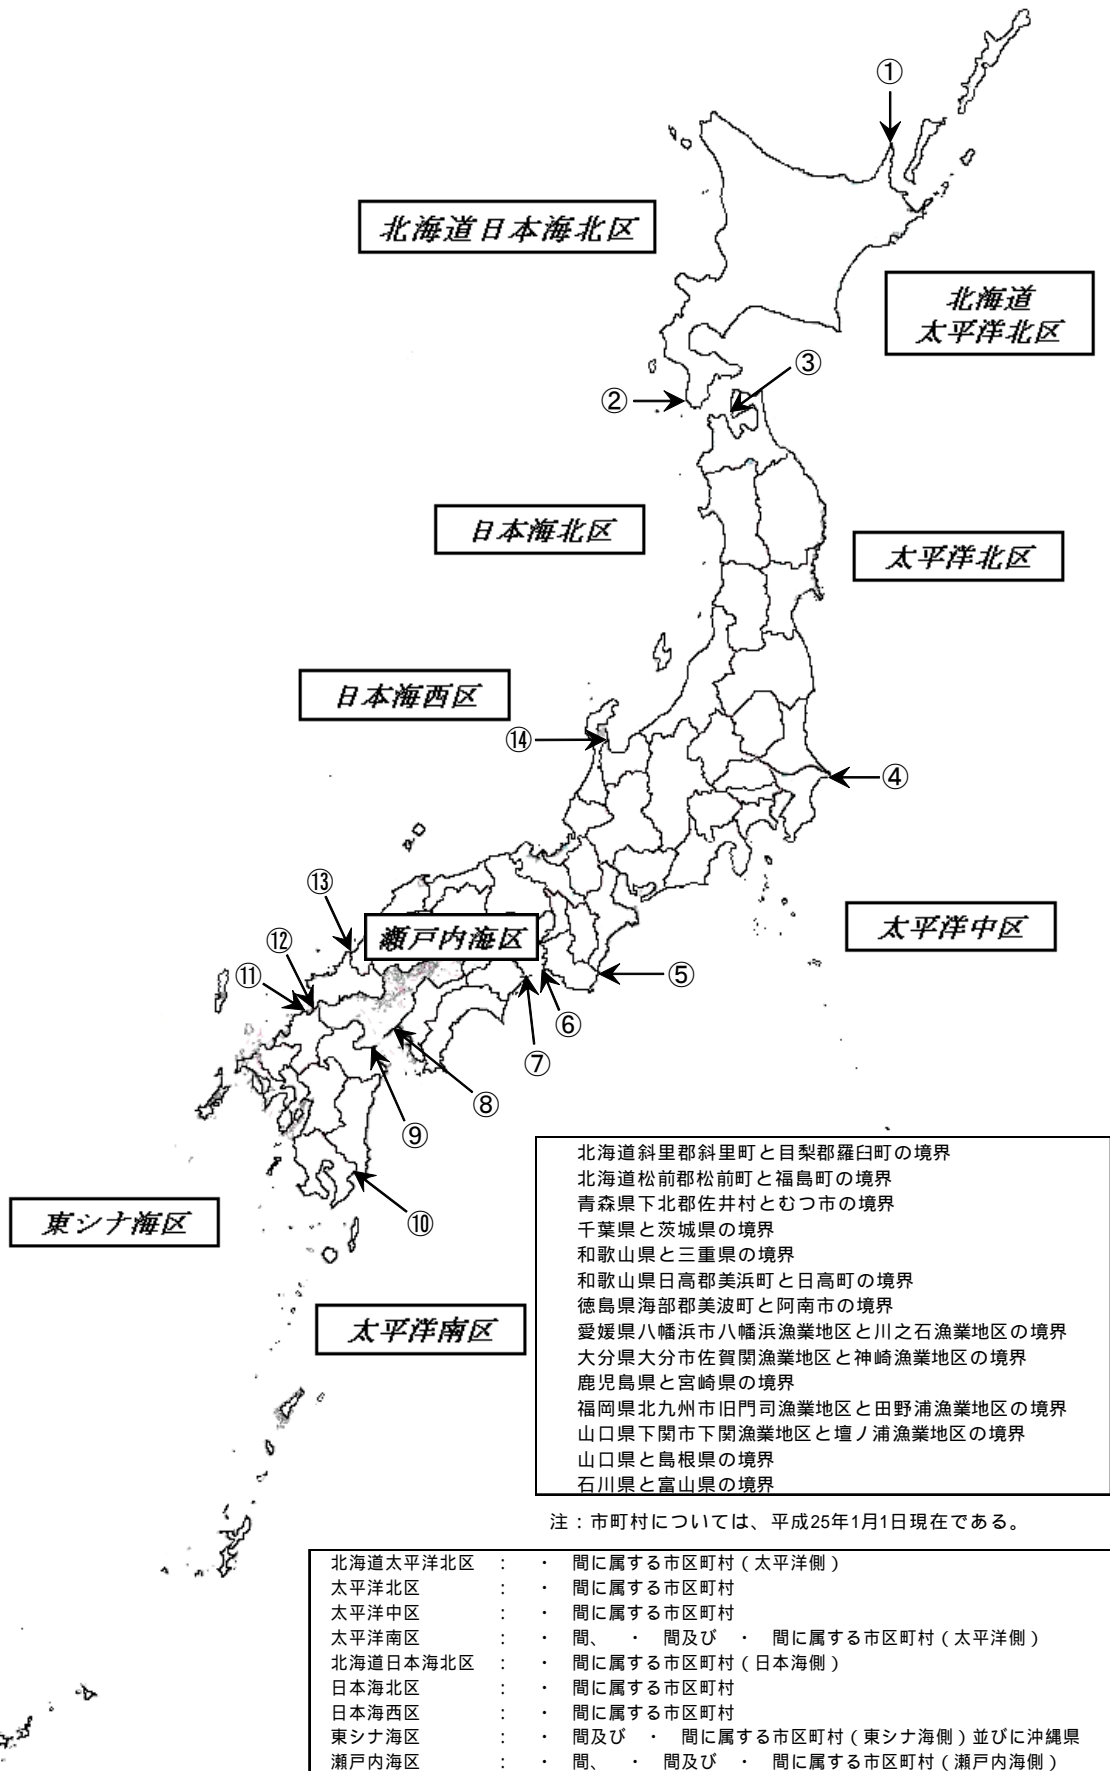 ①
北海道日本海北区
北海道
太平洋北区
③
②
日本海北区
太平洋北区
日本海西区
⑭
④
⑬
瀬戸内海区
太平洋中区
⑫
⑪
⑤
⑥
⑦
⑧
⑨
東シナ海区
⑩
太平洋南区
北海道斜里郡斜里町と目梨郡羅臼町の境界
北海道松前郡松前町と福島町の境界
青森県下北郡佐井村とむつ市の境界
千葉県と茨城県の境界
和歌山県と三重県の境界
和歌山県日高郡美浜町と日高町の境界
徳島県海部郡美波町と阿南市の境界
愛媛県八幡浜市八幡浜漁業地区と川之石漁業地区の境界
大分県大分市佐賀関漁業地区と神崎漁業地区の境界
鹿児島県と宮崎県の境界
福岡県北九州市旧門司漁業地区と田野浦漁業地区の境界
山口県下関市下関漁業地区と壇ノ浦漁業地区の境界
山口県と島根県の境界
石川県と富山県の境界
注：市町村については、平成25年1月1日現在である。
北海道太平洋北区 ： ・ 間に属する市区町村（太平洋側）
太平洋北区 ： ・ 間に属する市区町村
太平洋中区 ： ・ 間に属する市区町村
太平洋南区 ： ・ 間、 ・ 間及び ・ 間に属する市区町村（太平洋側）
北海道日本海北区 ： ・ 間に属する市区町村（日本海側）
日本海北区 ： ・ 間に属する市区町村
日本海西区 ： ・ 間に属する市区町村
東シナ海区 ： ・ 間及び ・ 間に属する市区町村（東シナ海側）並びに沖縄県
瀬戸内海区 ： ・ 間、 ・ 間及び ・ 間に属する市区町村（瀬戸内海側）